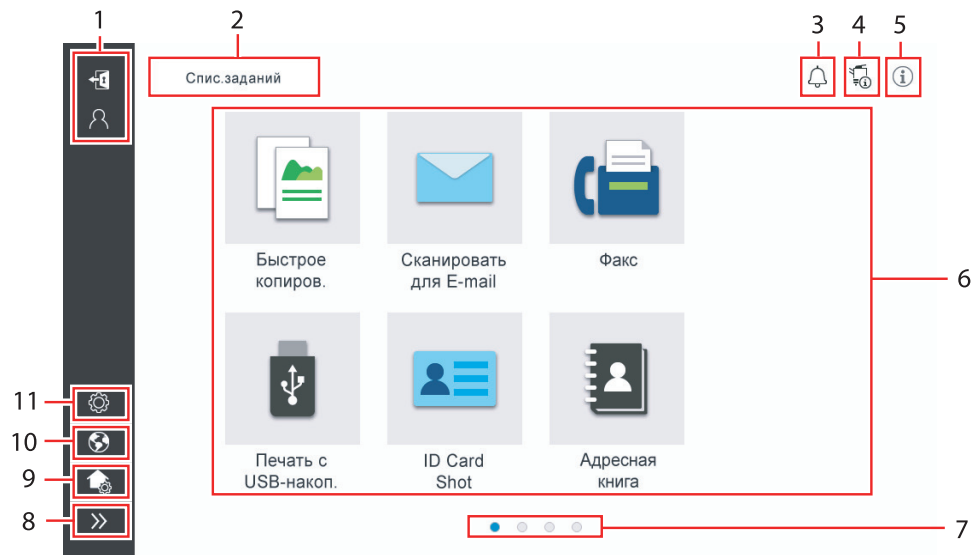 1
2
3
4
5
Спис.заданий
Быстрое
копиров.
Сканировать
для E-mail
Факс
6
Печать с
USB-накоп.
ID Card
Shot
Адресная
книга
11
10
9
8
7